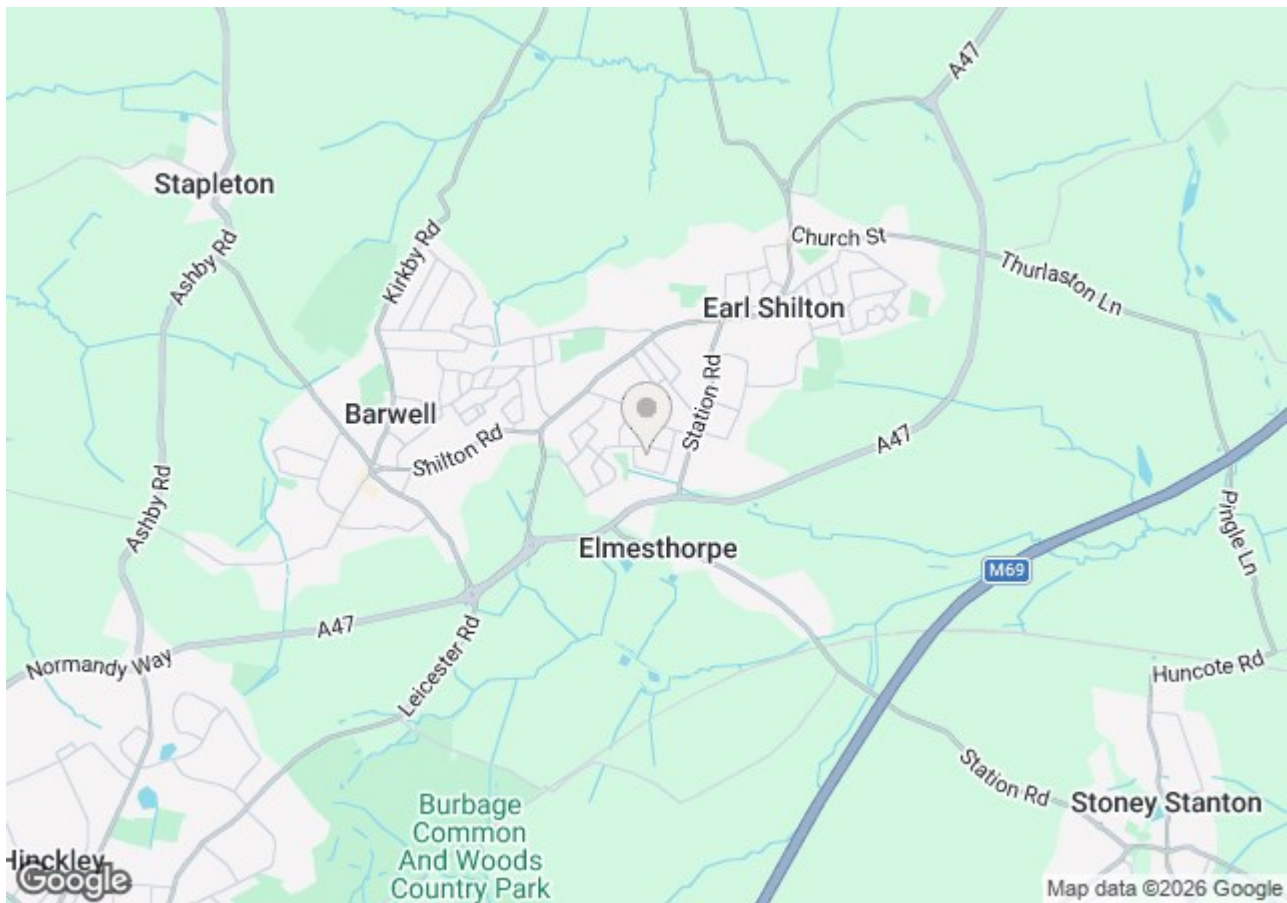 A47
Stapleton
Kirkby Rd
Church St
Ashby Rd
Thurlaston Ln
Earl Shilton
Station Rd
Barwell
Shilton Rd
A47
Ashby Rd
Pingle Ln
Elmesthorpe
M69
A47
Normandy Way
Leicester Rd
Huncote Rd
Station Rd
Stoney Stanton
Burbage
Common
And Woods
Country Park
Hinckley
Google
Map data ©2026 Google